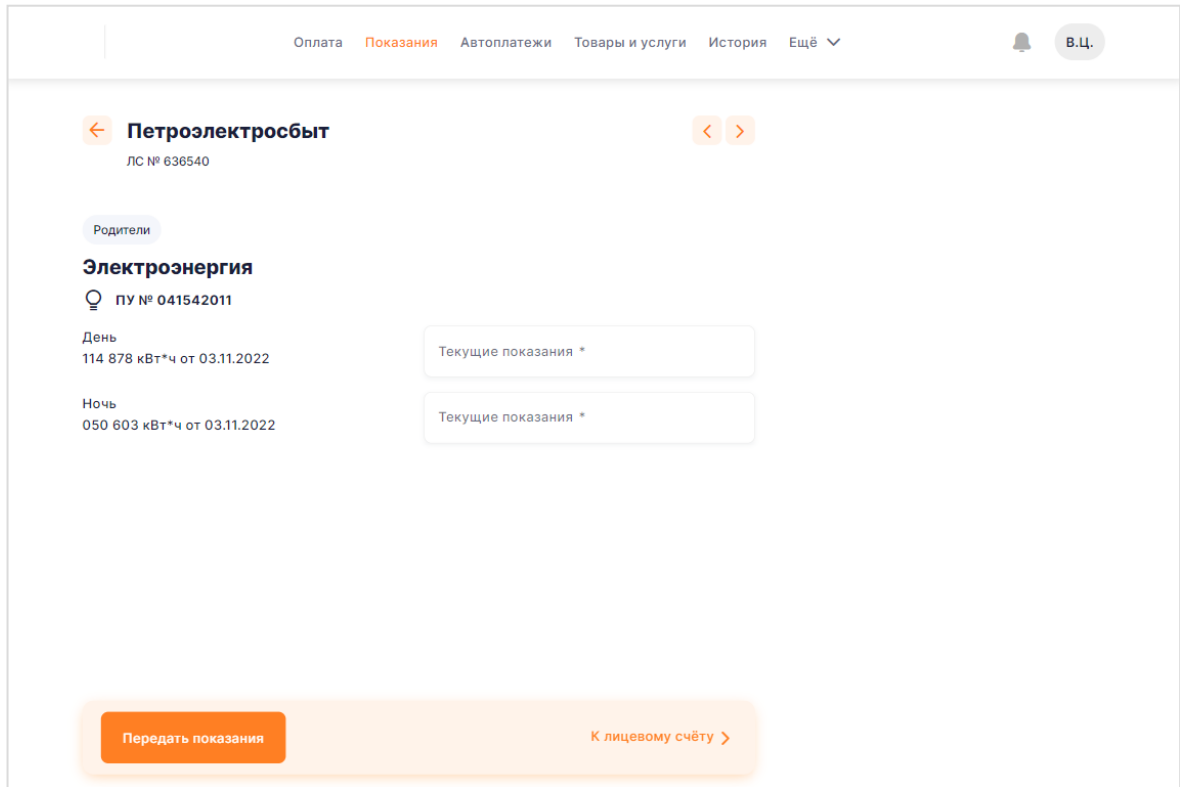 Оплата Показания Автоплатежи Товары и услуги История Ещё В.Ц.
Петроэлектросбыт
ЛС № 636540
Родители
Электроэнергия
ПУ № 041542011
День
114 878 кВт*ч от 03.11.2022
Текущие показания *
Ночь
050 603 кВт*ч от 03.11.2022
Текущие показания *
Передать показания К лицевому счёту